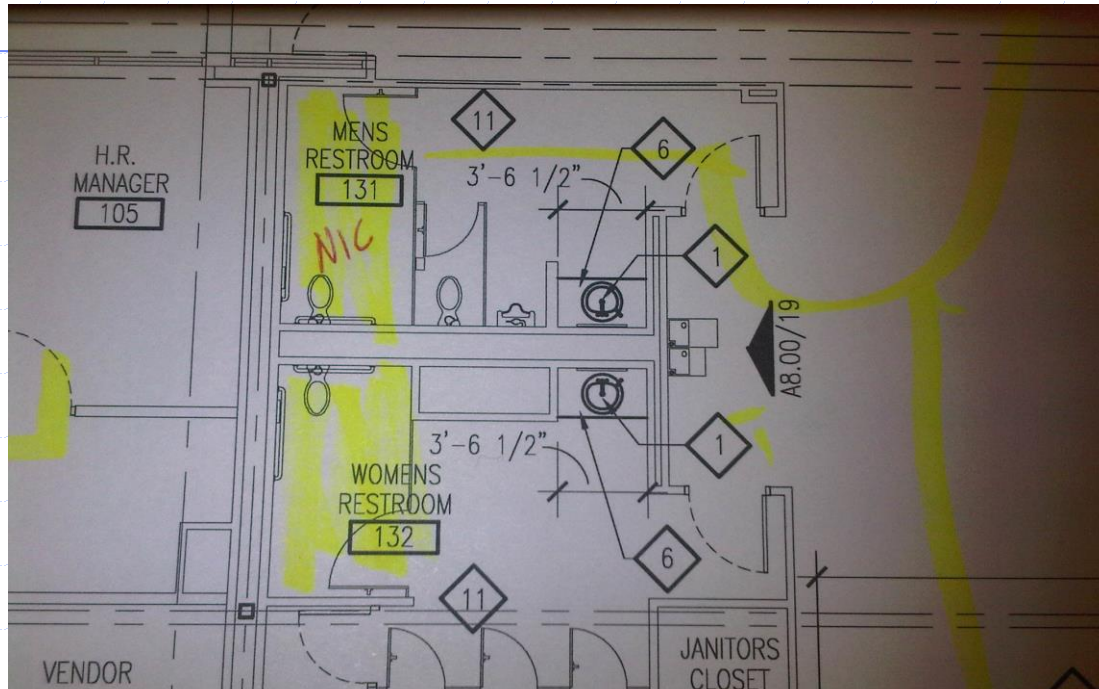 MENS
RESTROOM
131
NIC
11
6
3'-6 1/2"
H.R.
MANAGER
105
1
A8.00/19
1
3'-6 1/2"
WOMENS
RESTROOM
132
6
11
VENDOR
JANITORS
CLOSET